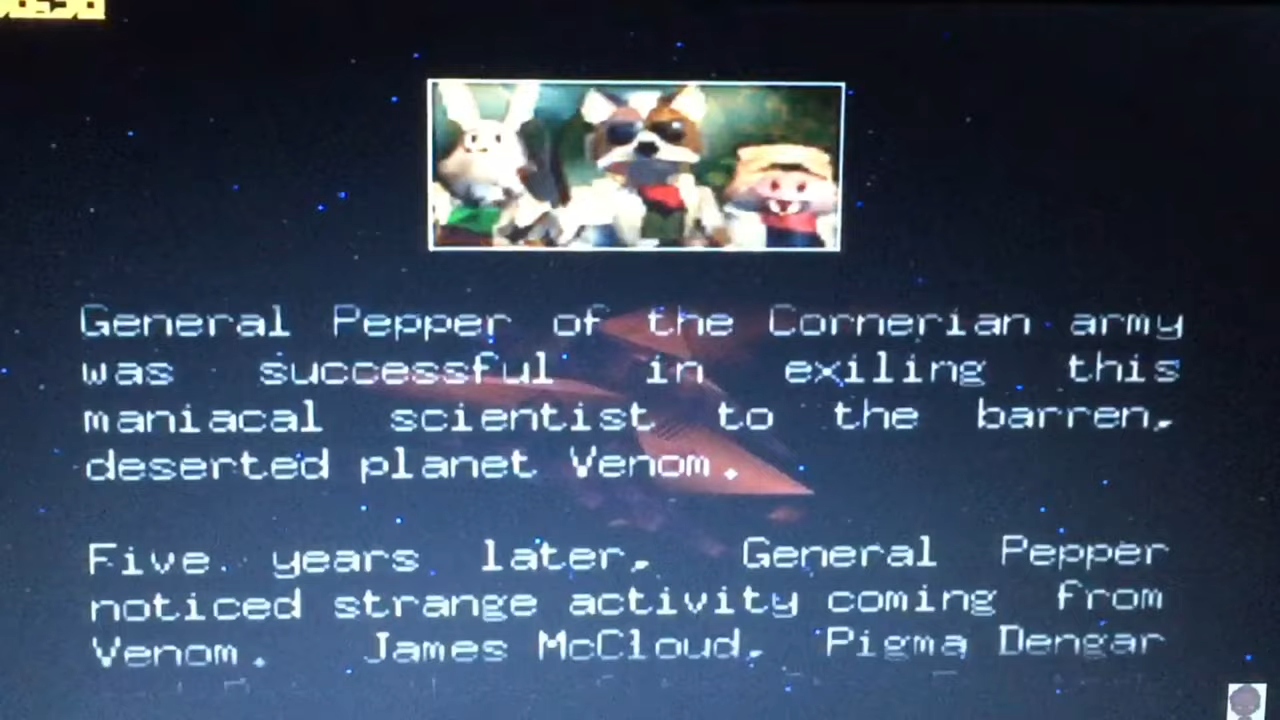 General Pepper of the Cornerian army
was successful in exiling this
maniacal scientist to the barren,
deserted planet Venom.
Five years later, General Pepper
noticed strange activity coming from
Venom. James McCloud, Pigma Dengar